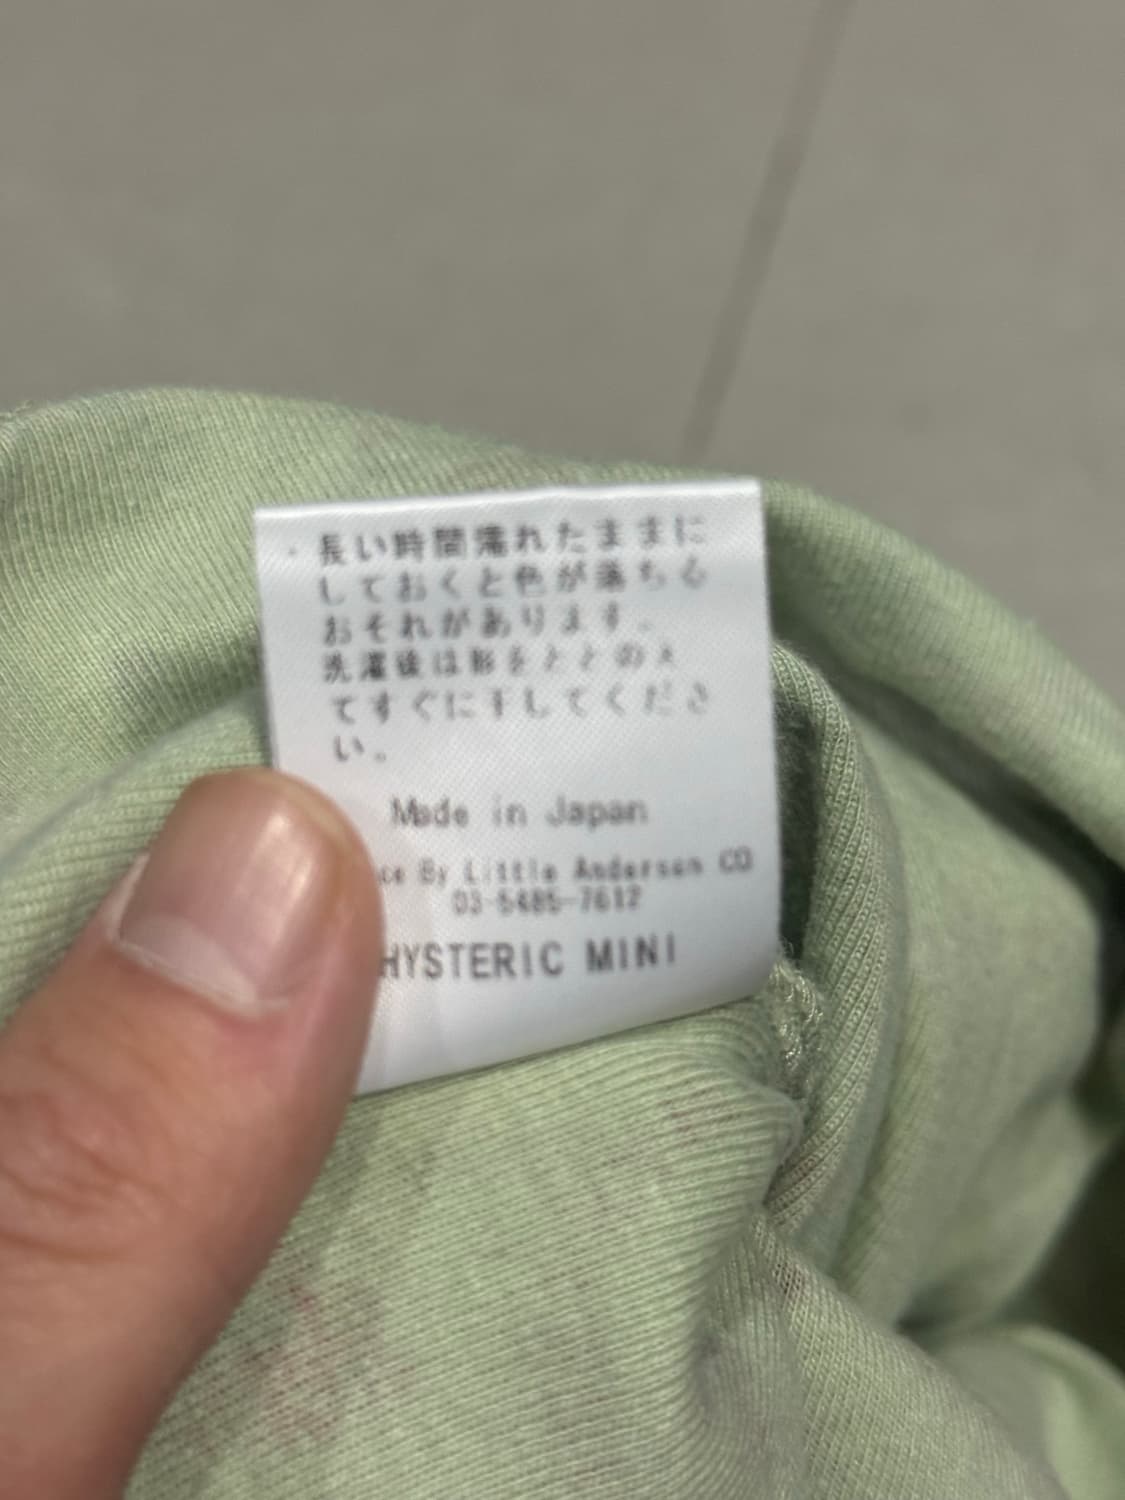 ・長い時間濡れたままに
しておくと色が落ちる
おそれがあります。
洗濯後は形をととのえ
てすぐに干してくださ
い。
Made in Japan
ce By Little Anderson CO
03-5485-7612
HYSTERIC MINI